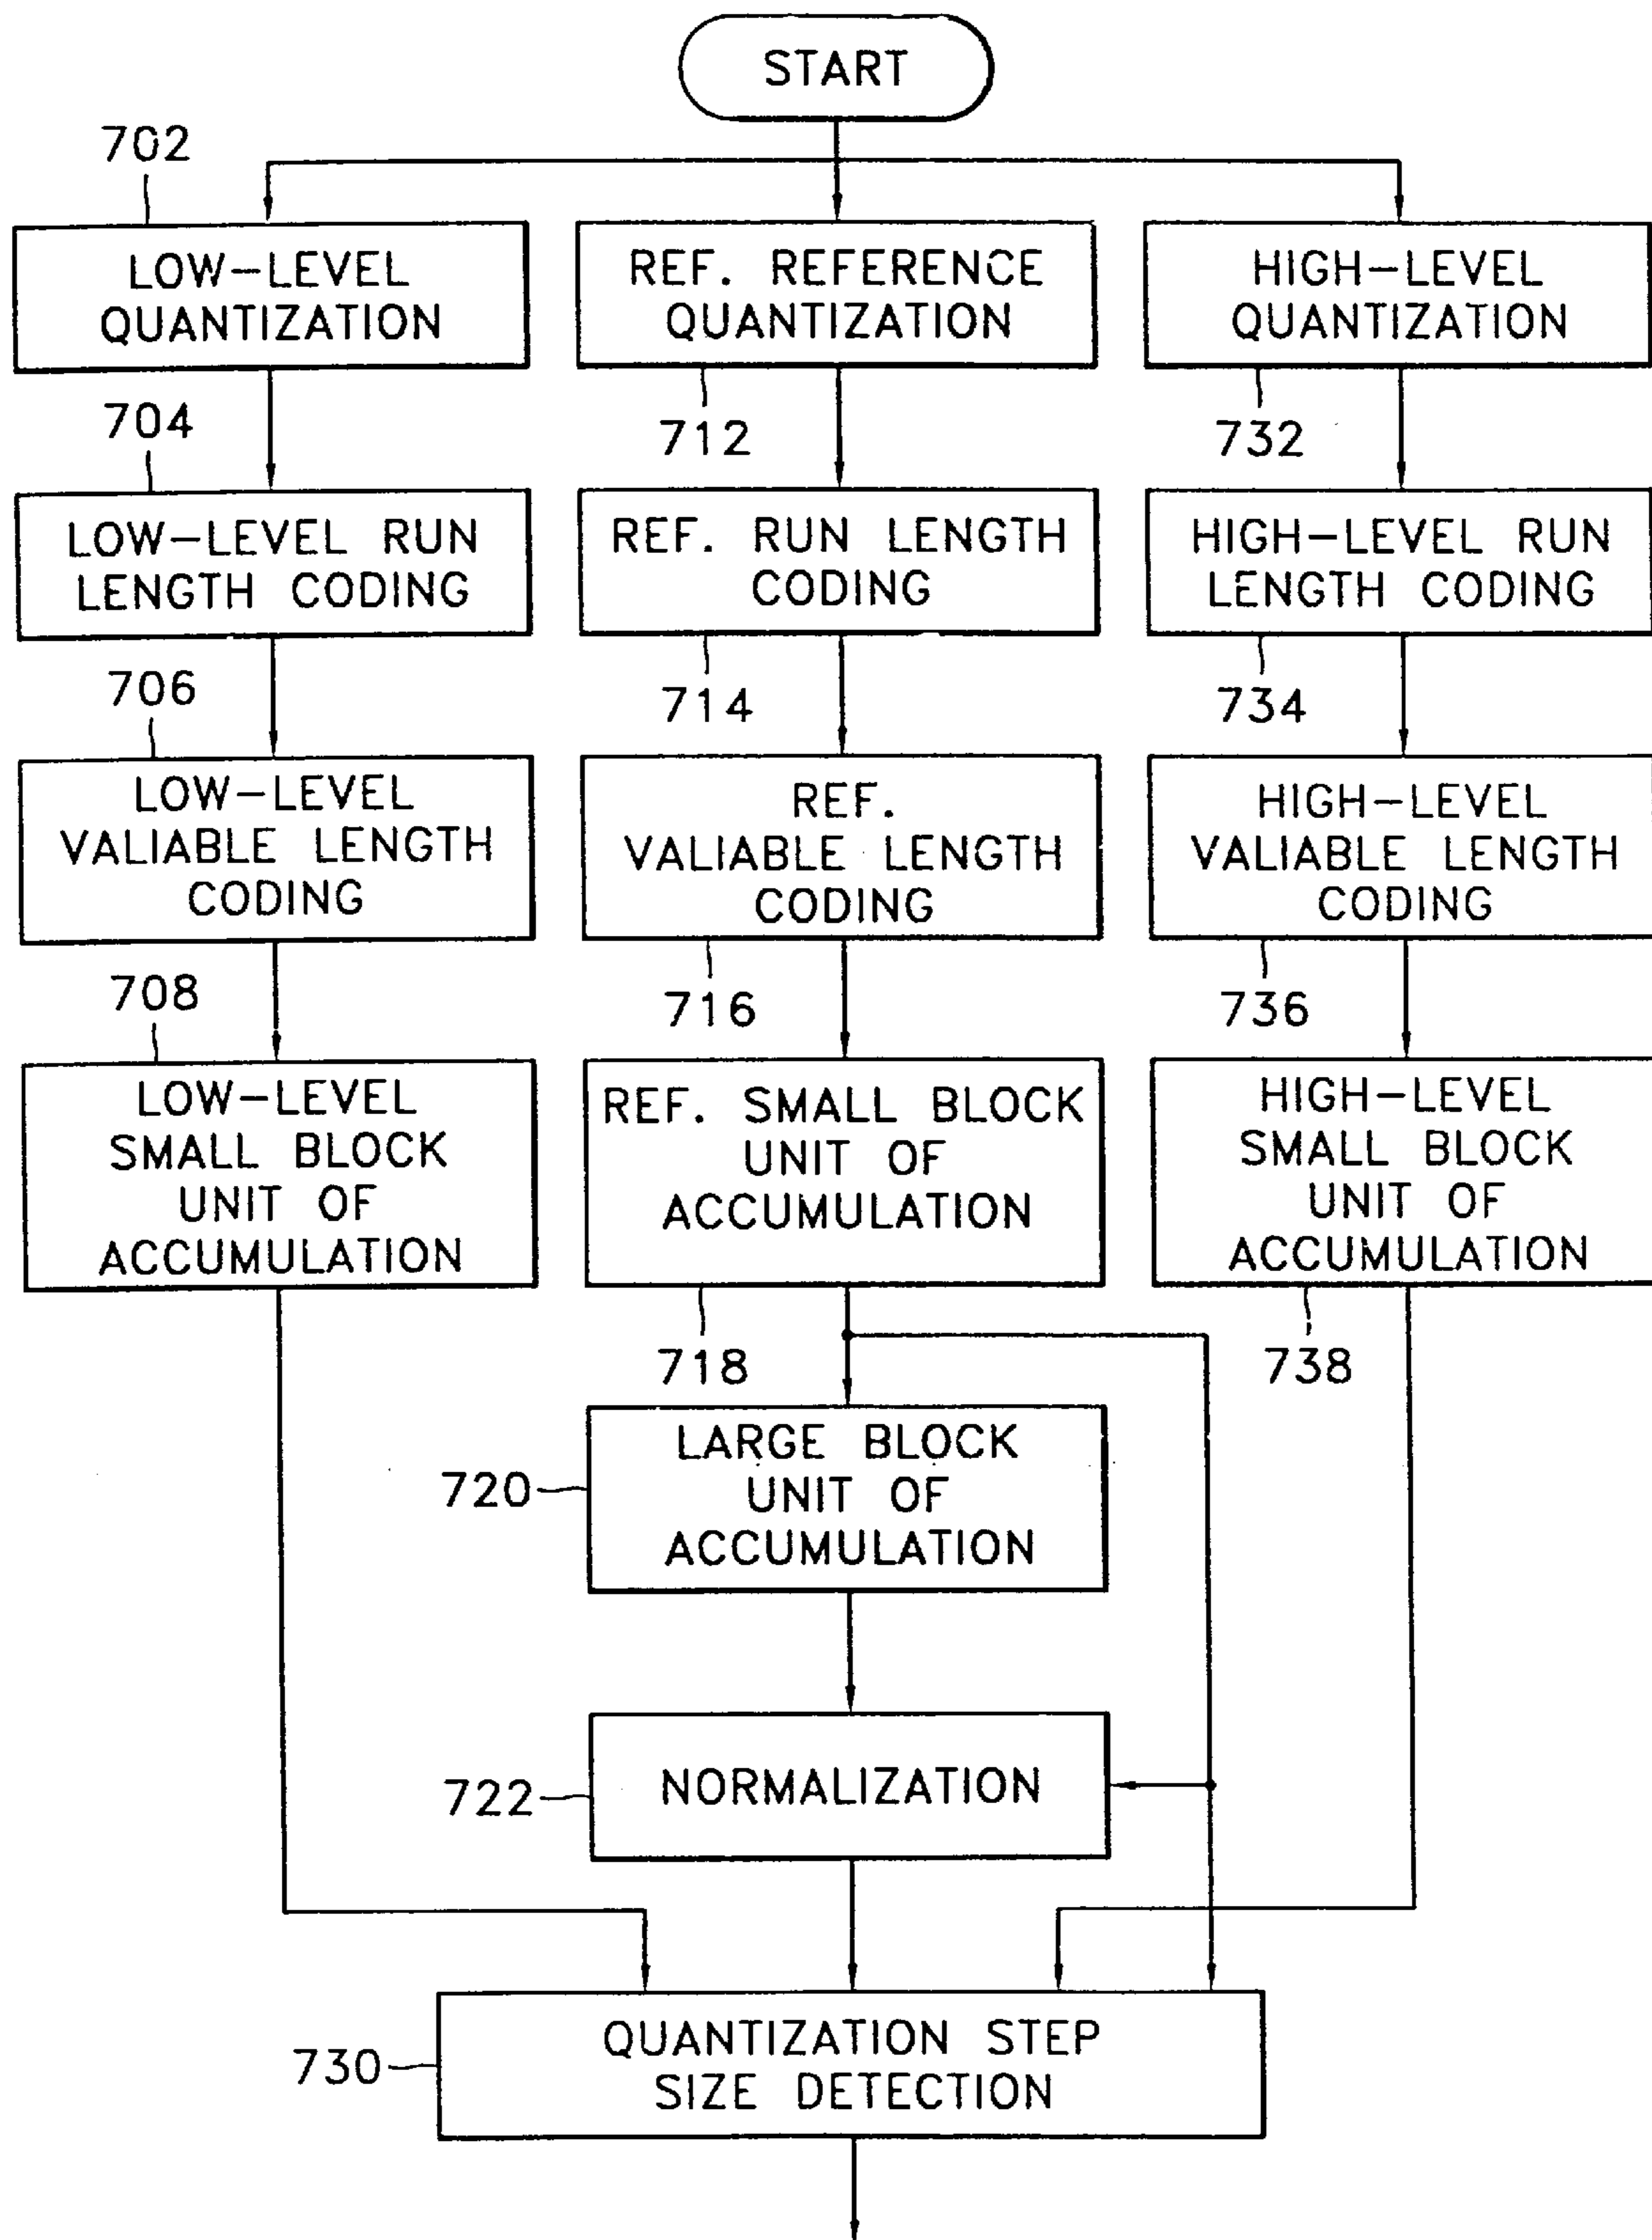 START
702
LOW-LEVEL
QUANTIZATION
REF. REFERENCE
QUANTIZATION
712
HIGH-LEVEL
QUANTIZATION
732
704
LOW-LEVEL RUN
LENGTH CODING
REF. RUN LENGTH
CODING
714
HIGH-LEVEL RUN
LENGTH CODING
734
706
LOW-LEVEL
VALIABLE LENGTH
CODING
REF.
VALIABLE LENGTH
CODING
716
HIGH-LEVEL
VALIABLE LENGTH
CODING
736
708
LOW-LEVEL
SMALL BLOCK
UNIT OF
ACCUMULATION
REF. SMALL BLOCK
UNIT OF
ACCUMULATION
718
HIGH-LEVEL
SMALL BLOCK
UNIT OF
ACCUMULATION
738
720
LARGE BLOCK
UNIT OF
ACCUMULATION
722
NORMALIZATION
730
QUANTIZATION STEP
SIZE DETECTION